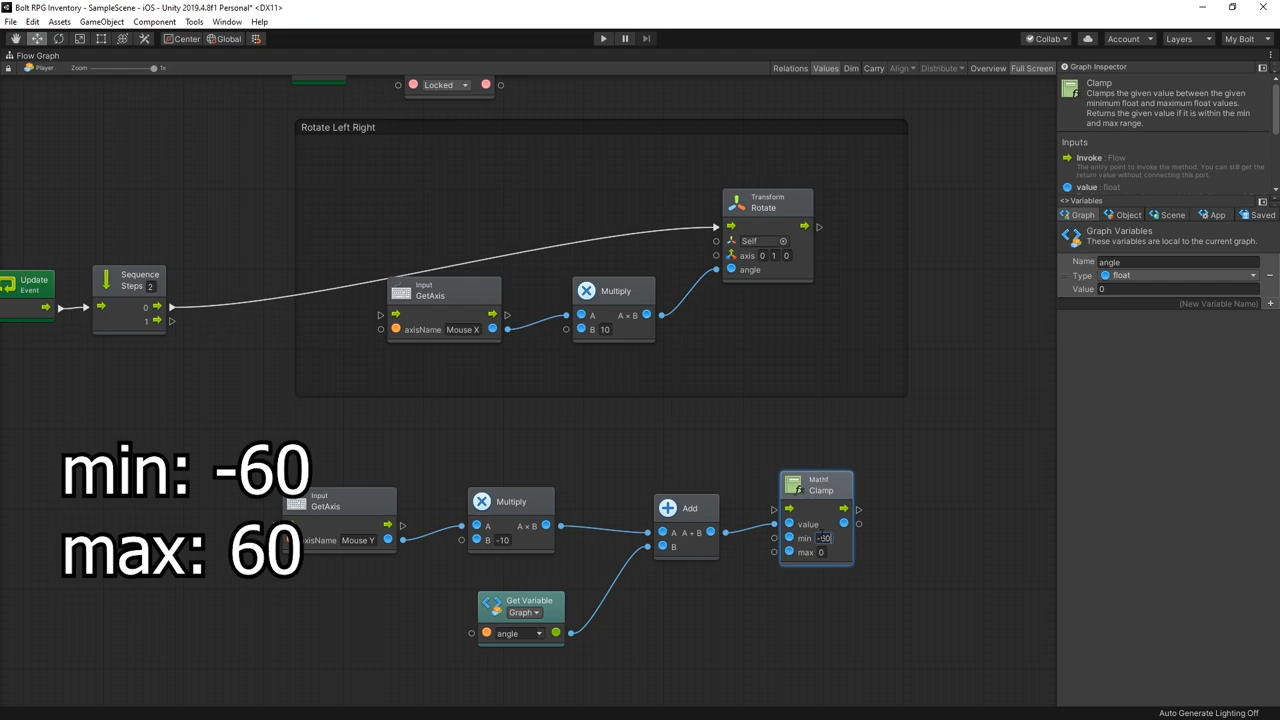 Bolt RPG Inventory - SampleScene - iOS - Unity 2019.4.8f1 Personal* <DX11>
File Edit Assets GameObject Component Tools Window Help
Center Global Collab Account Layers My Bolt
Flow Graph
Player Zoom 1x Relations Values Dim Carry Align Distribute Overview Full Screen
Graph Inspector
Clamp
Clamps the given value between the given
minimum float and maximum float values.
Returns the given value if it is within the min
and max range.
Inputs
Invoke : Flow
The entry point to invoke the method. You can still get the
return value without connecting this port.
value : float
Variables
Graph Object Scene App Saved
Graph Variables
These variables are local to the current graph.
Name angle
Type float
Value 0
(New Variable Name)
Locked
Rotate Left Right
Transform
Rotate
Self
axis 0 1 0
angle
Update
Event
Sequence
Steps 2
0
1
Input
GetAxis
axisName Mouse X
Multiply
A A × B
B 10
min: -60
max: 60
Input
GetAxis
axisName Mouse Y
Multiply
A A × B
B -10
Add
A A + B
B
Mathf
Clamp
value
min -60
max 0
Get Variable
Graph
angle
Auto Generate Lighting Off